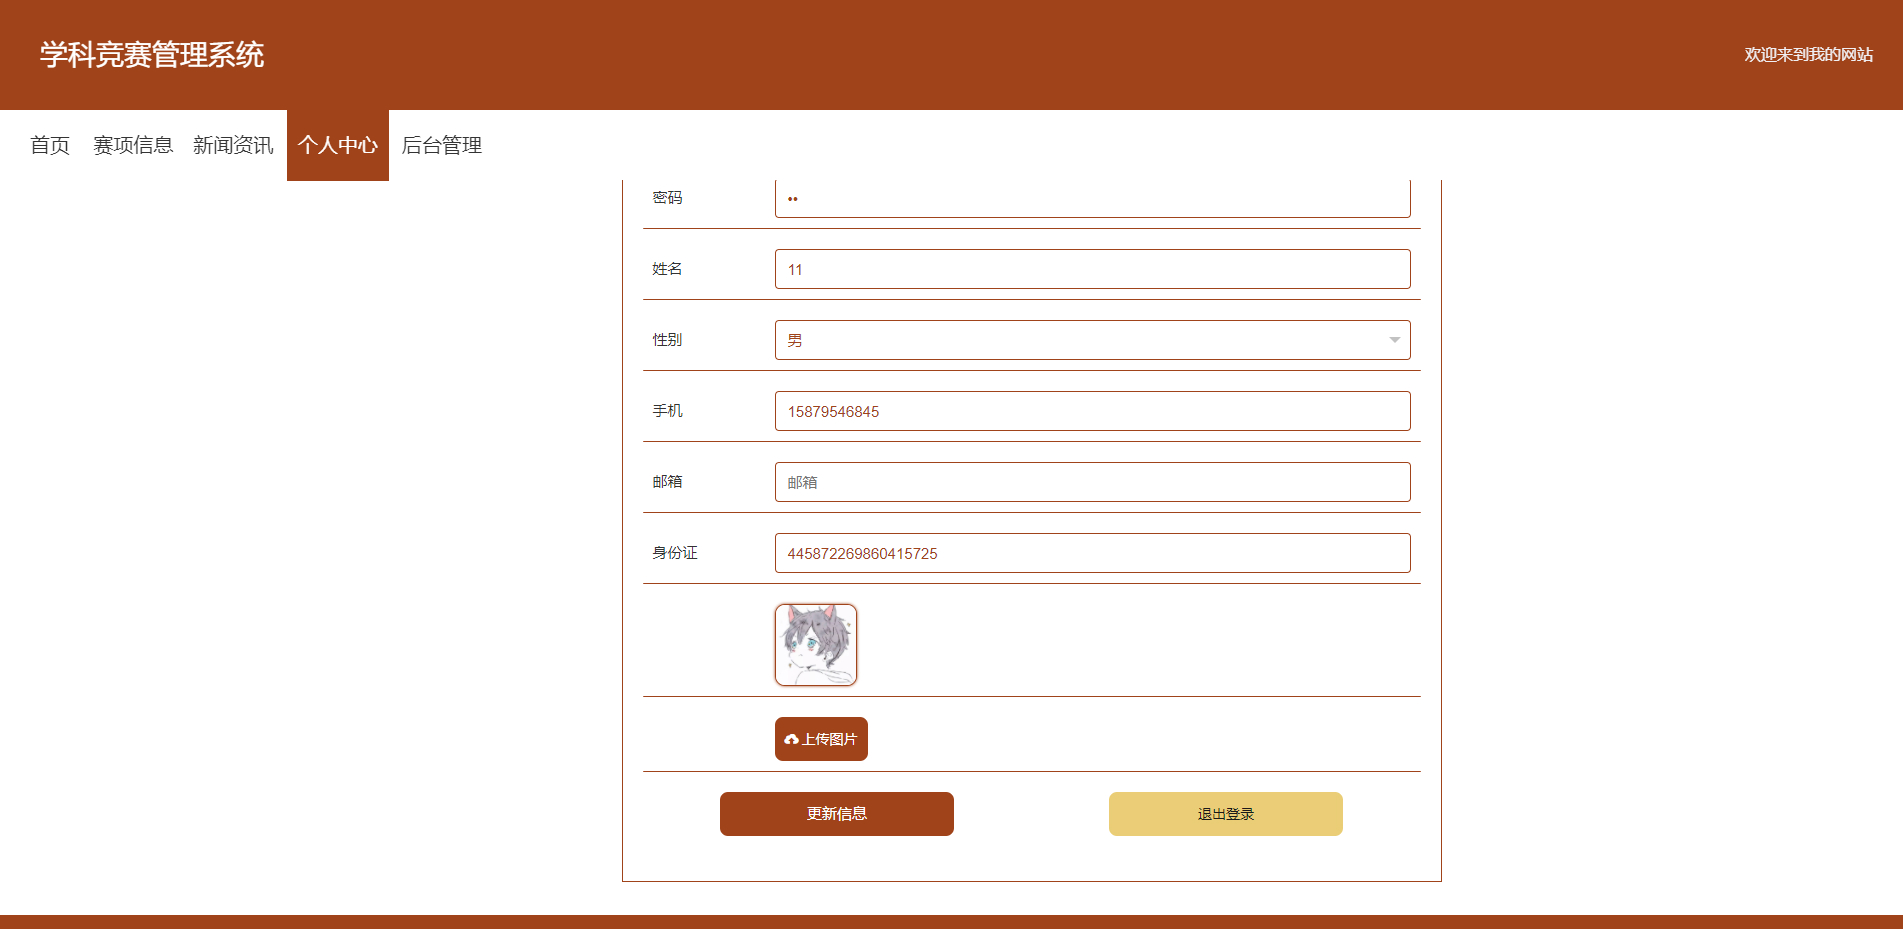 学科竞赛管理系统
欢迎来到我的网站
首页 赛项信息 新闻资讯 个人中心 后台管理
密码 ••
姓名 11
性别 男
手机 15879546845
邮箱 邮箱
身份证 445872269860415725
上传图片
更新信息 退出登录